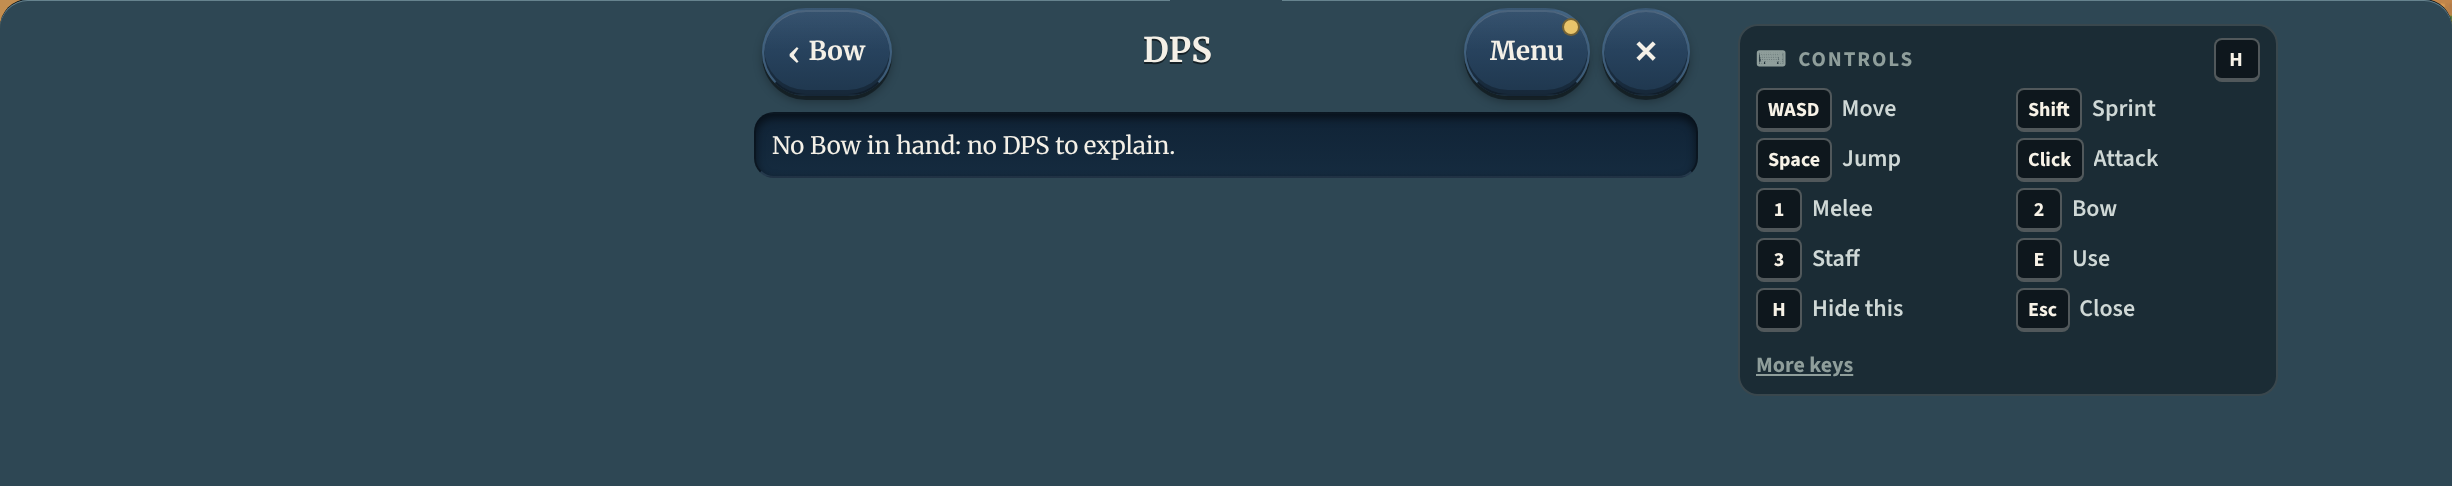 ‹ Bow
DPS
Menu
×
No Bow in hand: no DPS to explain.
CONTROLS
H
WASD Move
Shift Sprint
Space Jump
Click Attack
1 Melee
2 Bow
3 Staff
E Use
H Hide this
Esc Close
More keys